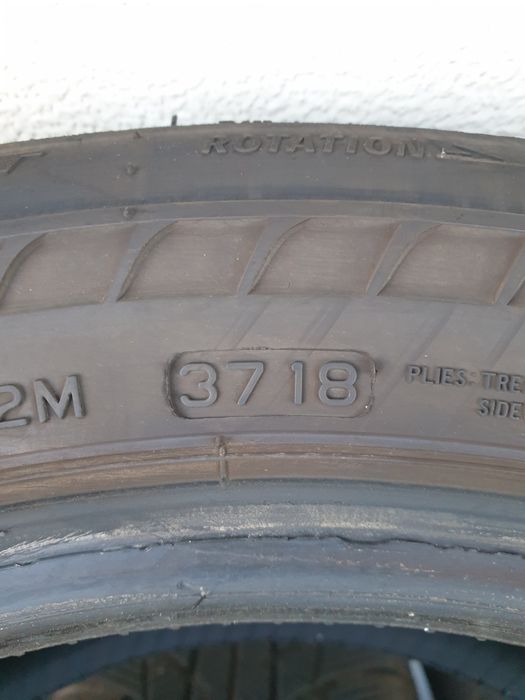 ROTATION
2M 3718 PLIES: TRE
SIDE